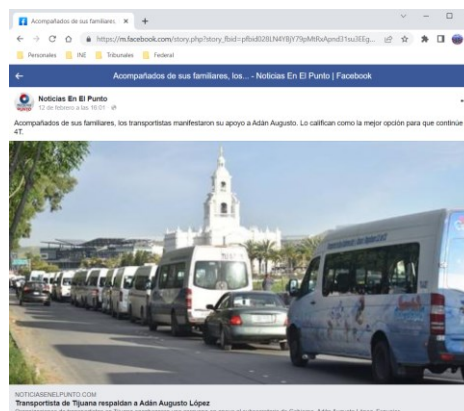 Acompañados de sus familiares,
https://m.facebook.com/story.php?story_fbid=
Personales INE Tribunales Federal
Acompañados de sus familiares, los... - Noticias En El Punto | Facebook
Noticias En El Punto
12 de febrero a las 16:01
Acompañados de sus familiares, los transportistas manifestaron su apoyo a Adán Augusto. Lo califican como la mejor opción para que continúe
4T.
NOTICIASENELPUNTO.COM
Transportista de Tijuana respaldan a Adán Augusto López